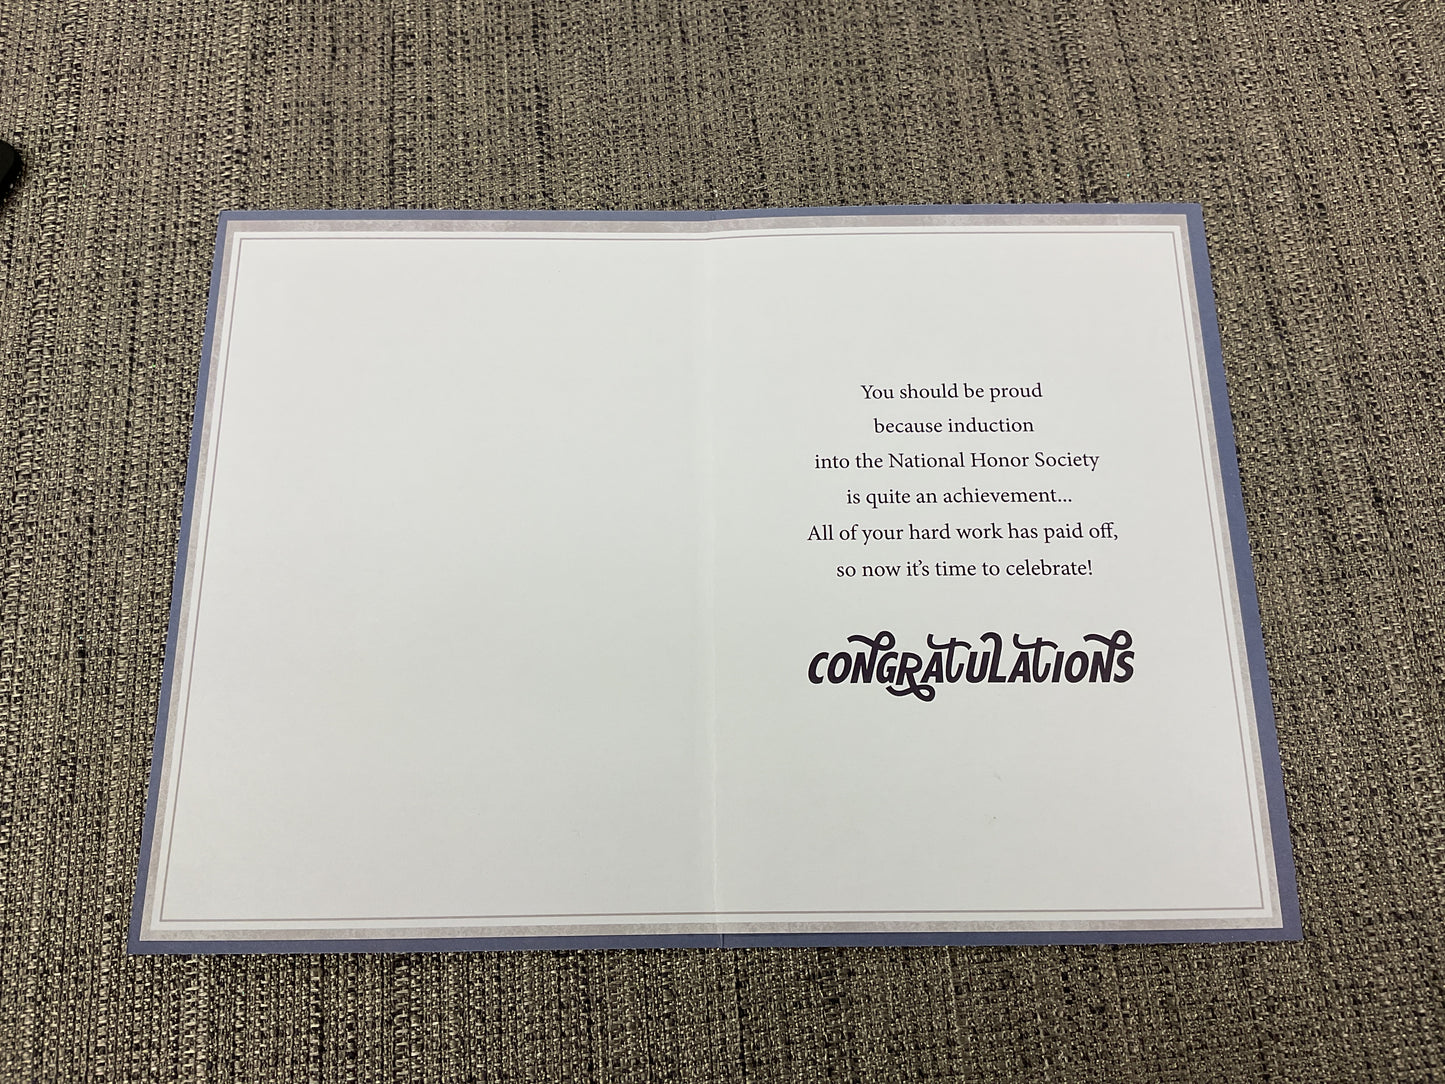 You should be proud
because induction
into the National Honor Society
is quite an achievement...
All of your hard work has paid off,
so now it's time to celebrate!
CONGRATULATIONS